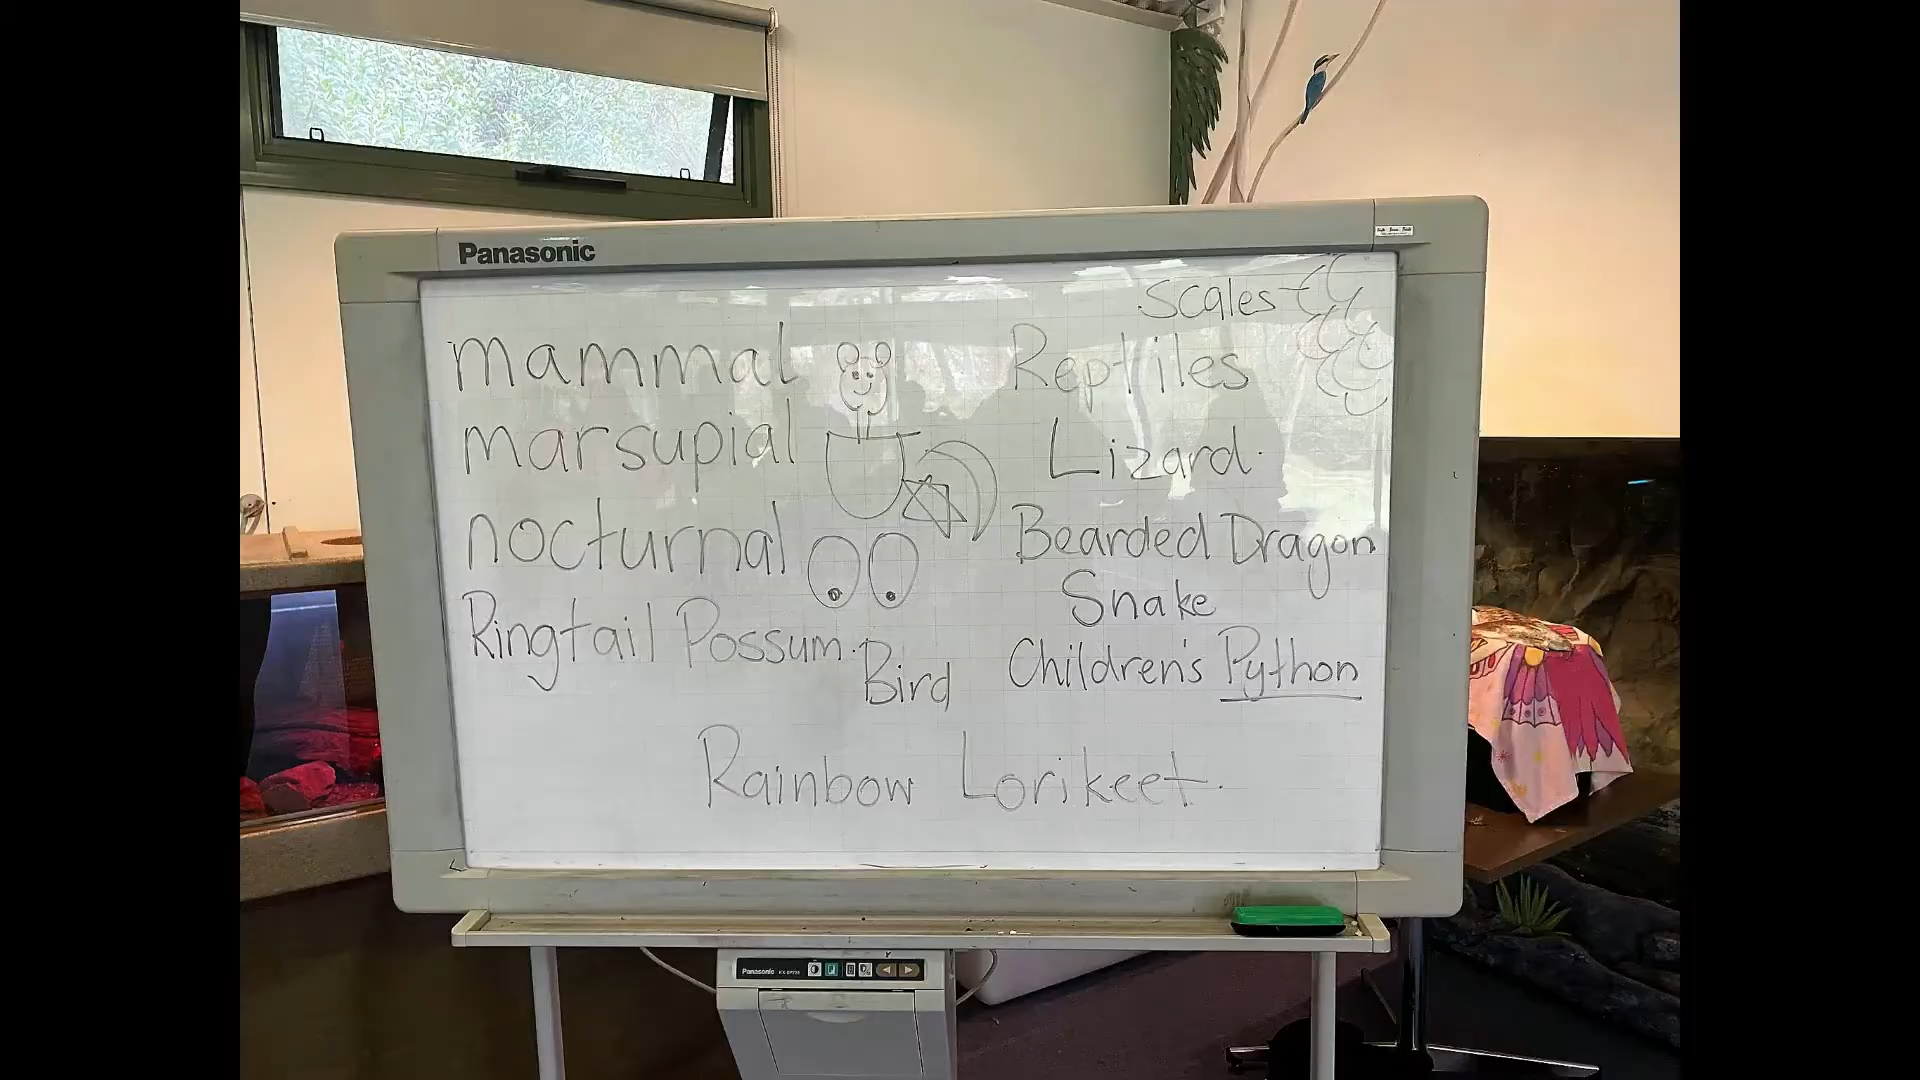 Panasonic
Scales
mammal
Reptiles
marsupial
Lizard.
nocturnal
Bearded Dragon
Snake
Ringtail Possum.
Bird
Children's Python
Rainbow Lorikeet.
Panasonic